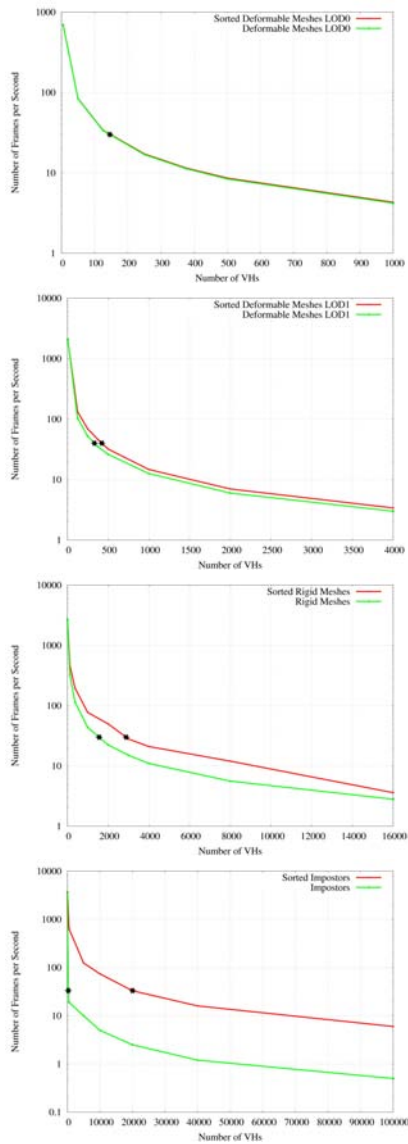 1000
100
10
1
Number of Frames per Second
Sorted Deformable Meshes LOD0
Deformable Meshes LOD0
0 100 200 300 400 500 600 700 800 900 1000
Number of VHs
10000
1000
100
10
1
Number of Frames per Second
Sorted Deformable Meshes LOD1
Deformable Meshes LOD1
0 500 1000 1500 2000 2500 3000 3500 4000
Number of VHs
10000
1000
100
10
1
Number of Frames per Second
Sorted Rigid Meshes
Rigid Meshes
0 2000 4000 6000 8000 10000 12000 14000 16000
Number of VHs
10000
1000
100
10
1
0.1
Number of Frames per Second
Sorted Impostors
Impostors
0 10000 20000 30000 40000 50000 60000 70000 80000 90000 100000
Number of VHs